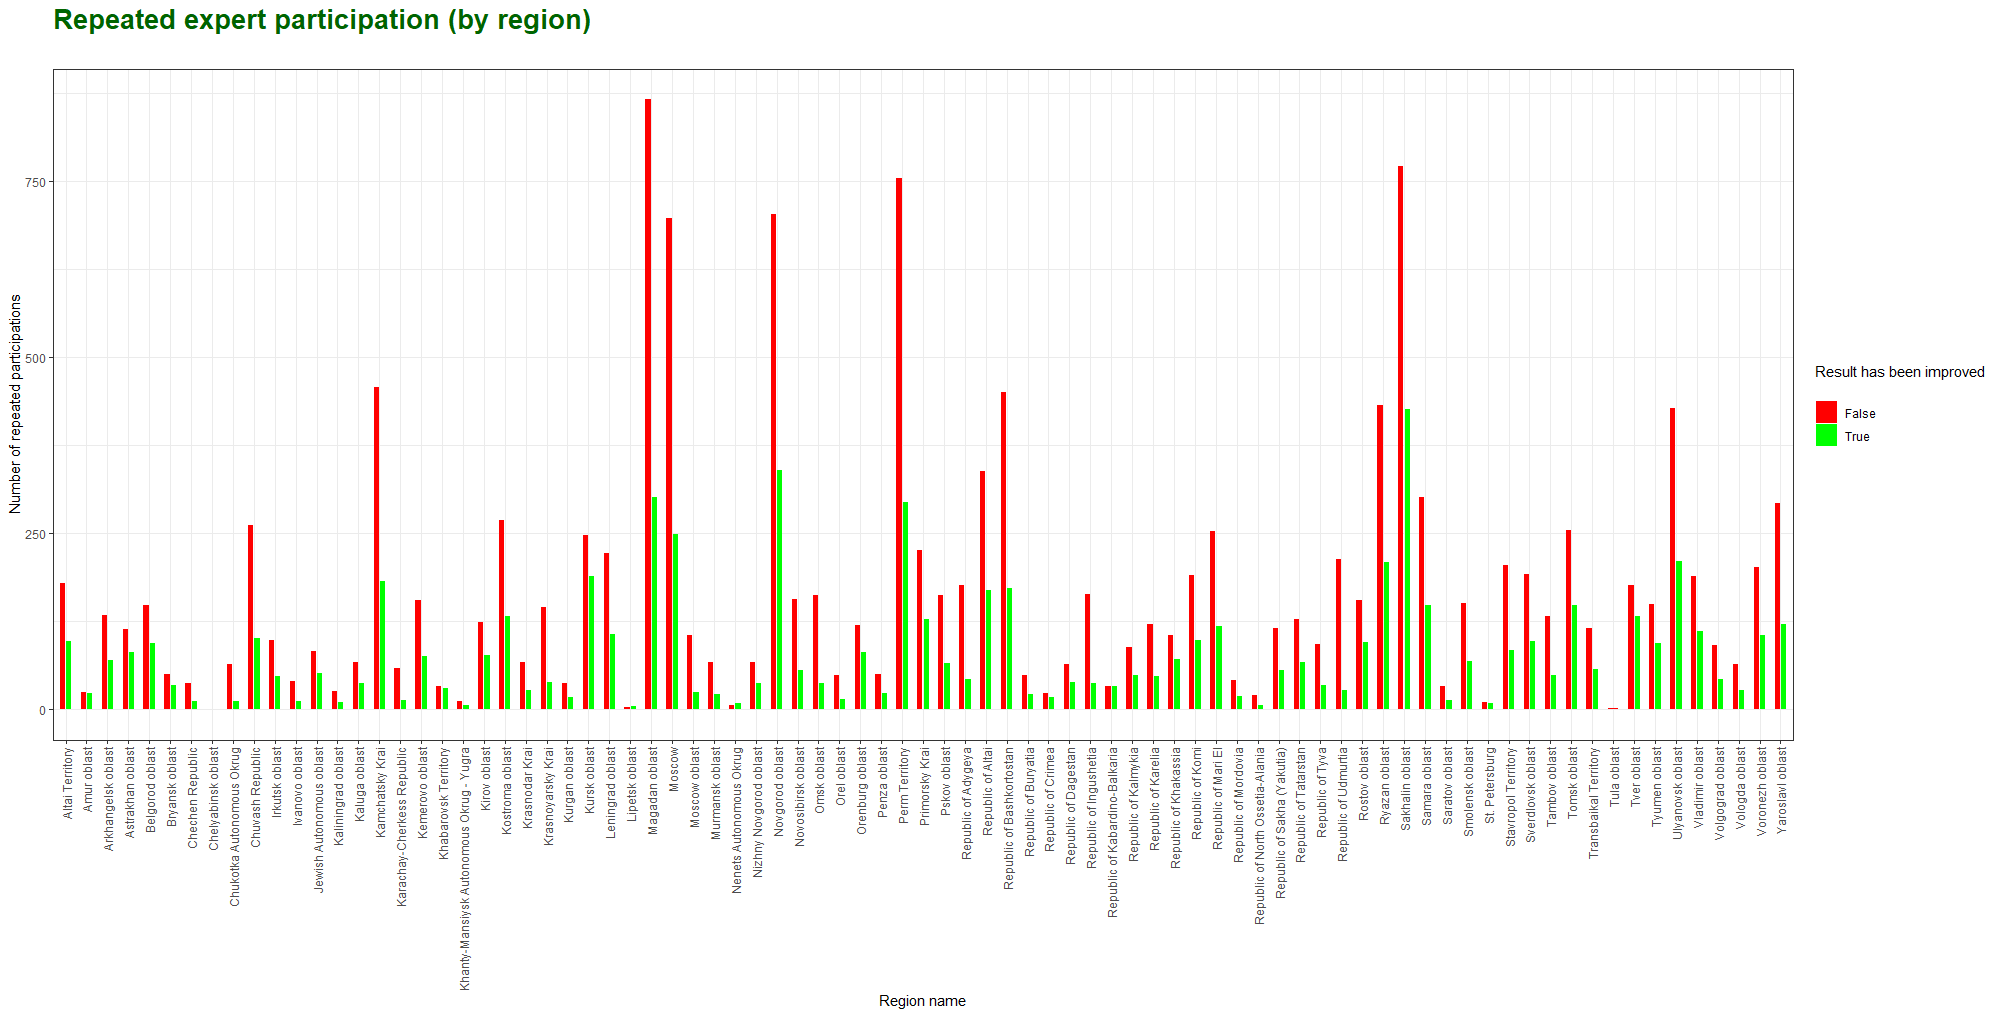 Repeated expert participation (by region)
Number of repeated participations
750
500
250
0
Altai Territory
Amur oblast
Arkhangelsk oblast
Astrakhan oblast
Belgorod oblast
Bryansk oblast
Chechen Republic
Chelyabinsk oblast
Chukotka Autonomous Okrug
Chuvash Republic
Irkutsk oblast
Ivanovo oblast
Jewish Autonomous oblast
Kaliningrad oblast
Kaluga oblast
Kamchatsky Krai
Karachay-Cherkess Republic
Kemerovo oblast
Khabarovsk Territory
Khanty-Mansiysk Autonomous Okrug - Yugra
Kirov oblast
Kostroma oblast
Krasnodar Krai
Krasnoyarsky Krai
Kurgan oblast
Kursk oblast
Leningrad oblast
Lipetsk oblast
Magadan oblast
Moscow
Moscow oblast
Murmansk oblast
Nenets Autonomous Okrug
Nizhny Novgorod oblast
Novgorod oblast
Novosibirsk oblast
Omsk oblast
Orel oblast
Orenburg oblast
Penza oblast
Perm Territory
Primorsky Krai
Pskov oblast
Republic of Adygeya
Republic of Altai
Republic of Bashkortostan
Republic of Buryatia
Republic of Crimea
Republic of Dagestan
Republic of Ingushetia
Republic of Kabardino-Balkaria
Republic of Kalmykia
Republic of Karelia
Republic of Khakassia
Republic of Komi
Republic of Mari El
Republic of Mordovia
Republic of North Ossetia-Alania
Republic of Sakha (Yakutia)
Republic of Tatarstan
Republic of Tyva
Republic of Udmurtia
Rostov oblast
Ryazan oblast
Sakhalin oblast
Samara oblast
Saratov oblast
Smolensk oblast
St. Petersburg
Stavropol Territory
Sverdlovsk oblast
Tambov oblast
Tomsk oblast
Transbaikal Territory
Tula oblast
Tver oblast
Tyumen oblast
Ulyanovsk oblast
Vladimir oblast
Volgograd oblast
Vologda oblast
Voronezh oblast
Yaroslavl oblast
Region name
Result has been improved
False
True